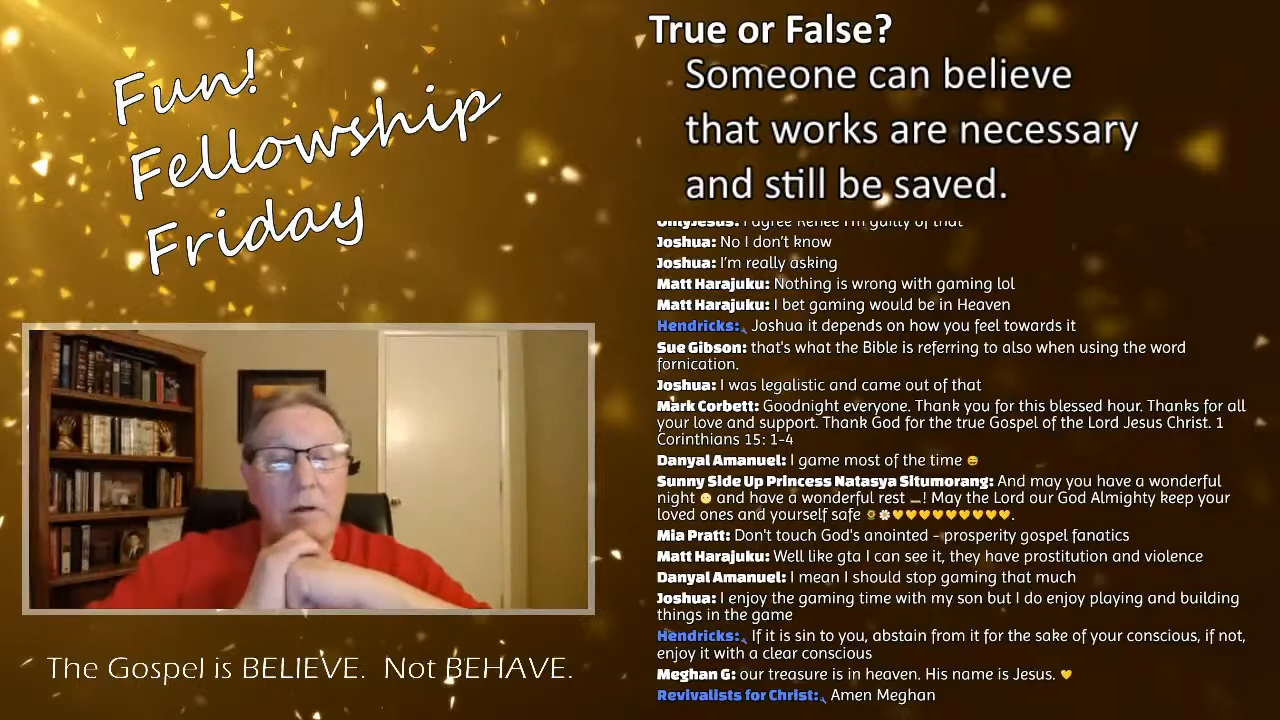 Fun!
Fellowship
Friday
The Gospel is BELIEVE. Not BEHAVE.
True or False?
Someone can believe
that works are necessary
and still be saved.
OnlyJesus: I agree Renee I'm guilty of that
Joshua: No I don't know
Joshua: I'm really asking
Matt Harajuku: Nothing is wrong with gaming lol
Matt Harajuku: I bet gaming would be in Heaven
Hendricks: Joshua it depends on how you feel towards it
Sue Gibson: that's what the Bible is referring to also when using the word
fornication.
Joshua: I was legalistic and came out of that
Mark Corbett: Goodnight everyone. Thank you for this blessed hour. Thanks for all
your love and support. Thank God for the true Gospel of the Lord Jesus Christ. 1
Corinthians 15: 1-4
Danyal Amanuel: I game most of the time 😄
Sunny Side Up Princess Natasya Situmorang: And may you have a wonderful
night 🌝 and have a wonderful rest 🛏️! May the Lord our God Almighty keep your
loved ones and yourself safe 🌻🌼💛💛💛💛💛💛💛💛💛.
Mia Pratt: Don't touch God's anointed - prosperity gospel fanatics
Matt Harajuku: Well like gta I can see it, they have prostitution and violence
Danyal Amanuel: I mean I should stop gaming that much
Joshua: I enjoy the gaming time with my son but I do enjoy playing and building
things in the game
Hendricks: If it is sin to you, abstain from it for the sake of your conscious, if not,
enjoy it with a clear conscious
Meghan G: our treasure is in heaven. His name is Jesus. 💛
Revivalists for Christ: Amen Meghan